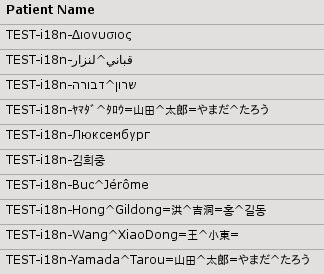 Patient Name
TEST-i18n-Διονυσιος
TEST-i18n-قباني^لنزار
TEST-i18n-שרון^דבורה
TEST-i18n-ﾔﾏﾀﾞ^ﾀﾛｳ=山田^太郎=やまだ^たろう
TEST-i18n-Люксембург
TEST-i18n-김희중
TEST-i18n-Buc^Jérôme
TEST-i18n-Hong^Gildong=洪^吉洞=홍^길동
TEST-i18n-Wang^XiaoDong=王^小東=
TEST-i18n-Yamada^Tarou=山田^太郎=やまだ^たろう